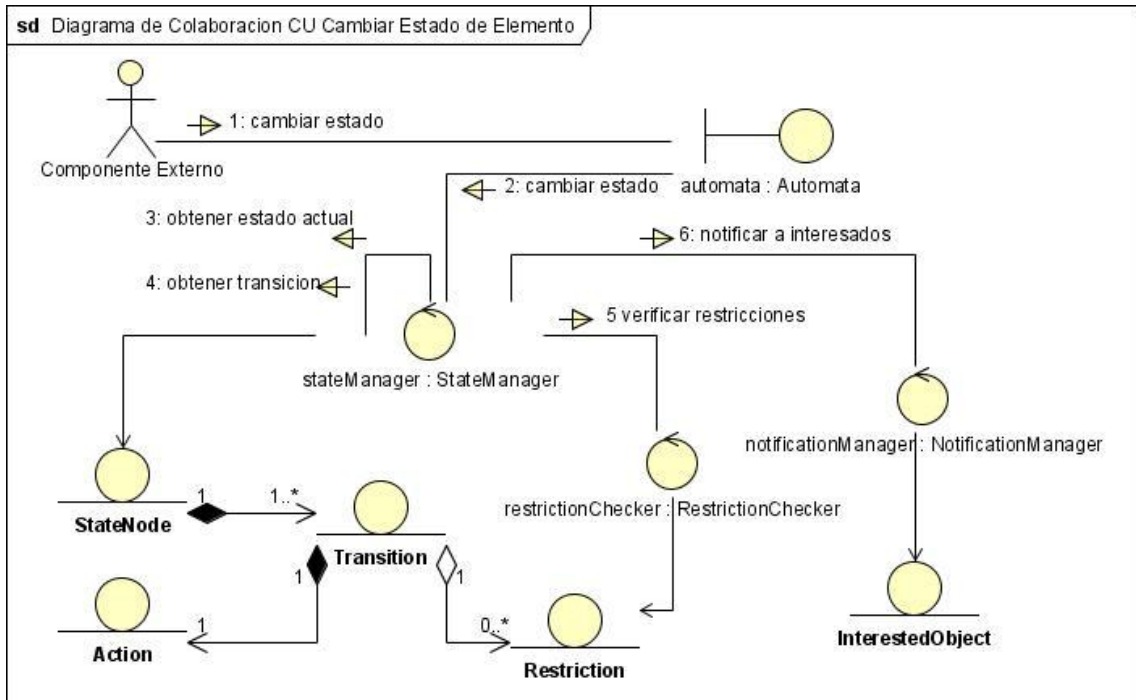 sd Diagrama de Colaboracion CU Cambiar Estado de Elemento
1: cambiar estado
Componente Externo
2: cambiar estado
automata : Automata
3: obtener estado actual
6: notificar a interesados
4: obtener transicion
5 verificar restricciones
stateManager : StateManager
notificationManager : NotificationManager
1
1..*
restrictionChecker : RestrictionChecker
StateNode
Transition
1
1
1
0..*
Action
InterestedObject
Restriction